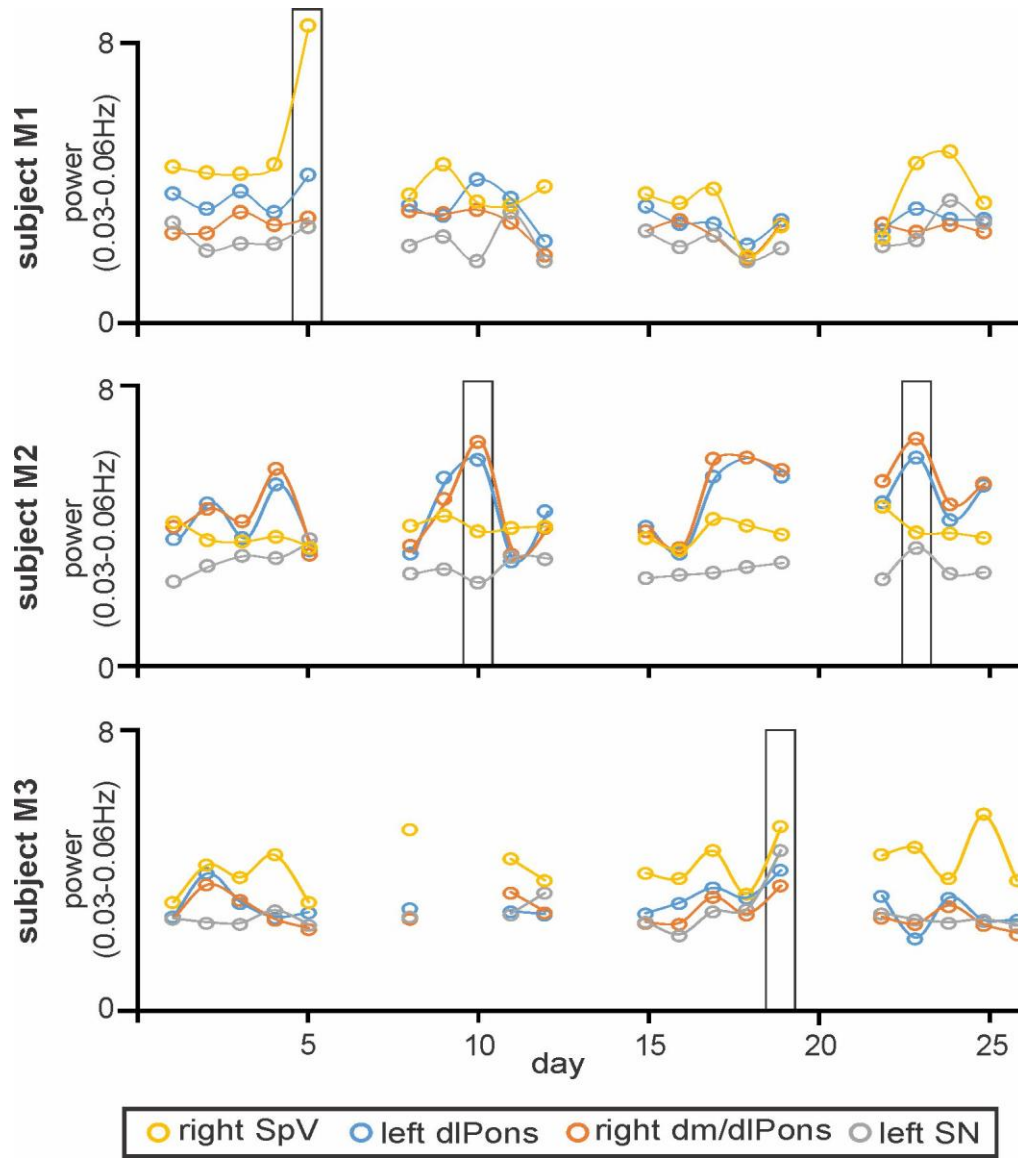 subject M1
power
(0.03-0.06Hz)
8
0
subject M2
power
(0.03-0.06Hz)
8
0
subject M3
power
(0.03-0.06Hz)
8
0
5
10
15
20
25
day
right SpV left dlPons right dm/dlPons left SN